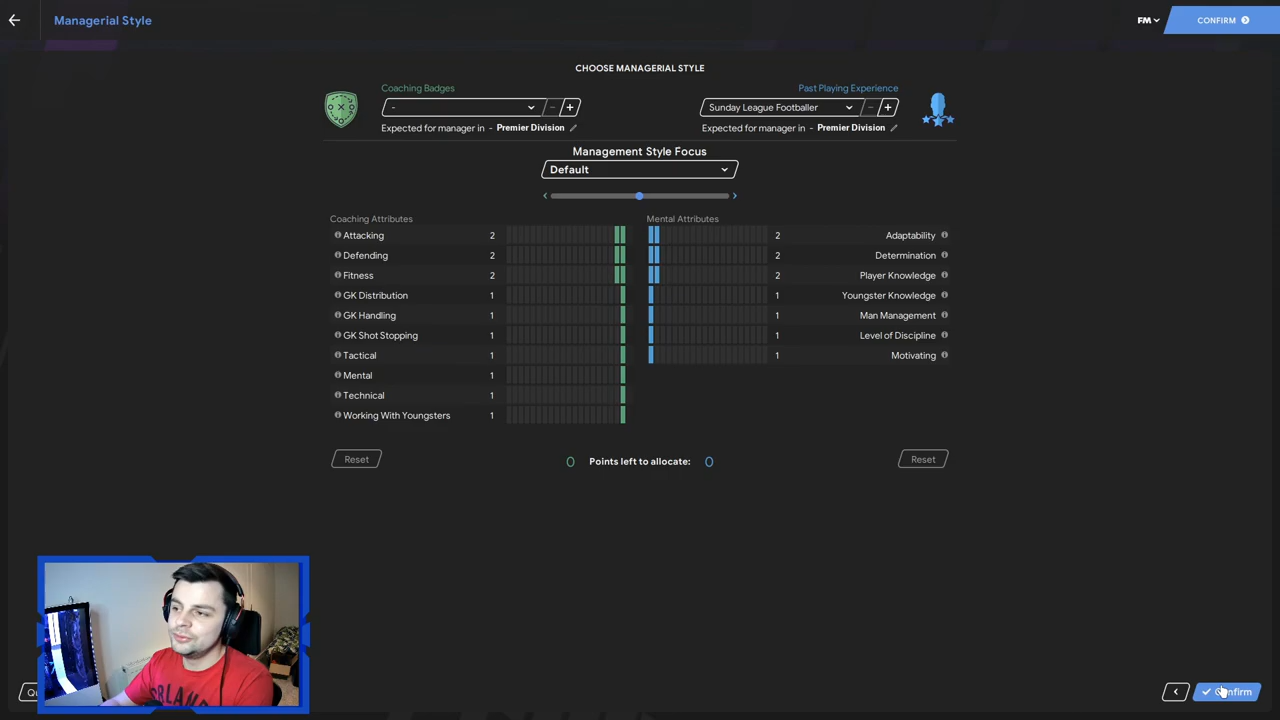 Managerial Style
FM
CONFIRM
CHOOSE MANAGERIAL STYLE
Coaching Badges
-
Expected for manager in - Premier Division
Past Playing Experience
Sunday League Footballer
Expected for manager in - Premier Division
Management Style Focus
Default
Coaching Attributes
Attacking 2
Defending 2
Fitness 2
GK Distribution 1
GK Handling 1
GK Shot Stopping 1
Tactical 1
Mental 1
Technical 1
Working With Youngsters 1
Mental Attributes
2 Adaptability
2 Determination
2 Player Knowledge
1 Youngster Knowledge
1 Man Management
1 Level of Discipline
1 Motivating
Reset
0 Points left to allocate: 0
Reset
Confirm